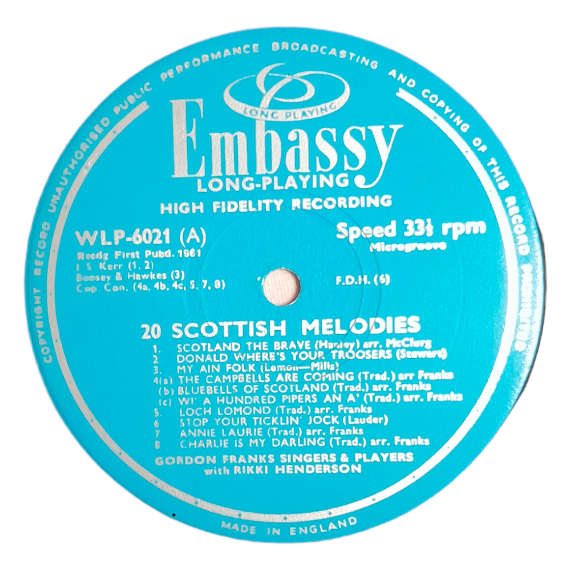 COPYRIGHT RECORD UNAUTHORISED PUBLIC PERFORMANCE BROADCASTING AND COPYING OF THIS RECORD PROHIBITED
LONG PLAYING
Embassy
LONG-PLAYING
HIGH FIDELITY RECORDING
WLP-6021 (A)
Speed 33⅓ rpm
Microgroove
Recdg First Pubd. 1961
J S Kerr (1, 2)
Boosey & Hawkes (3)
Cop Con. (4a, 4b, 4c, 5, 7, 8)
F.D.H. (6)
20 SCOTTISH MELODIES
1. SCOTLAND THE BRAVE (Hanley) arr. McClurg
2. DONALD WHERE'S YOUR TROOSERS (Stewart)
3. MY AIN FOLK (Lemon—Mills)
4(a) THE CAMPBELLS ARE COMING (Trad.) arr. Franks
(b) BLUEBELLS OF SCOTLAND (Trad.) arr. Franks
(c) WI' A HUNDRED PIPERS AN A' (Trad.) arr. Franks
5. LOCH LOMOND (Trad.) arr. Franks
6 STOP YOUR TICKLIN' JOCK (Lauder)
7 ANNIE LAURIE (Trad.) arr. Franks
8 CHARLIE IS MY DARLING (Trad.) arr. Franks
GORDON FRANKS SINGERS & PLAYERS
with RIKKI HENDERSON
MADE IN ENGLAND